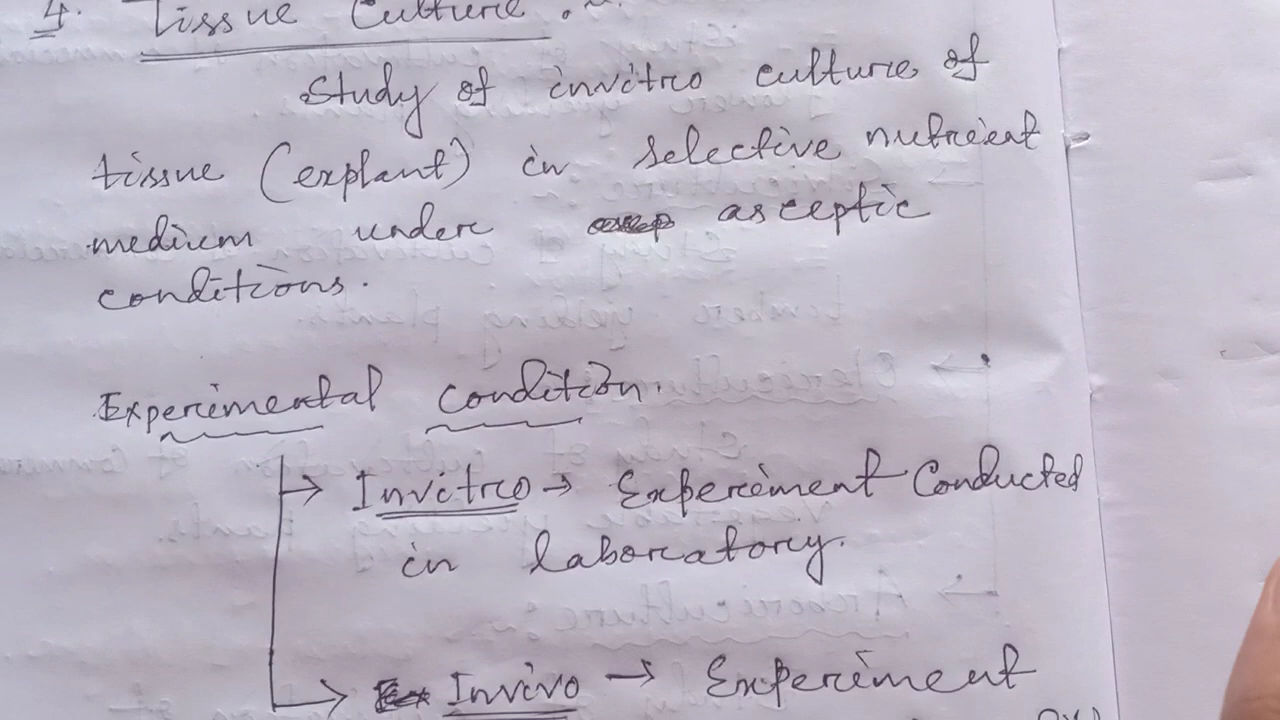 4. Tissue Culture :-
Study of invitro culture of
tissue (explant) in selective nutrient
medium under asceptic
conditions.
Experimental condition.
→ Invitro → Experiment Conducted
in laboratory.
→ Invivo → Experiment